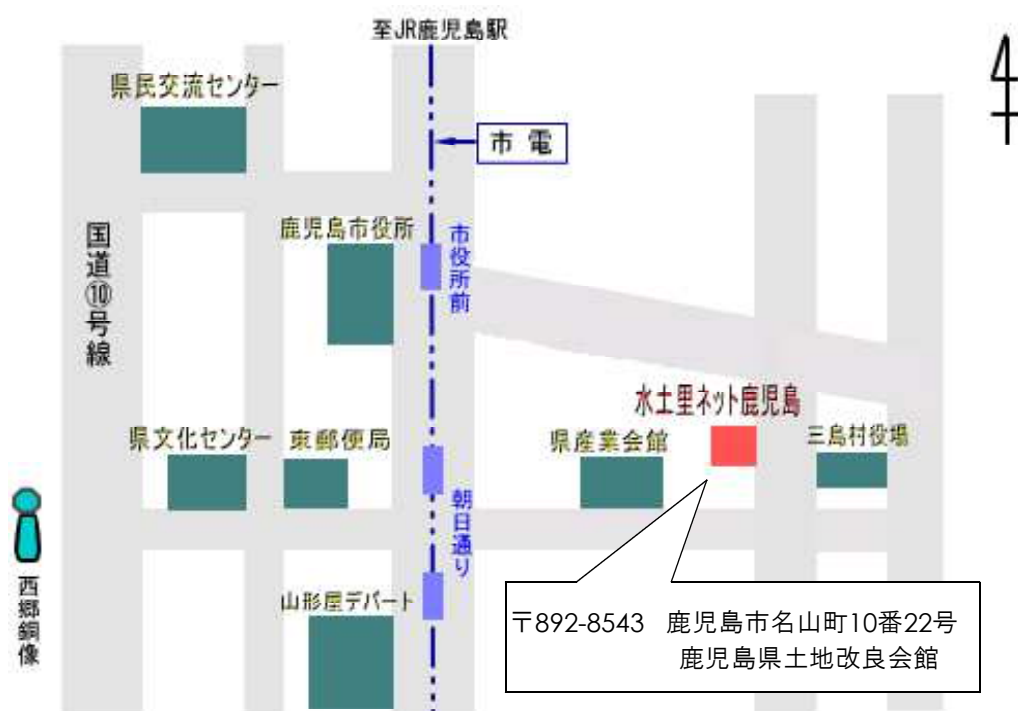 至JR鹿児島駅
県民交流センター
市電
鹿児島市役所
国道⑩号線
市役所前
水土里ネット鹿児島
県文化センター
東郵便局
県産業会館
三島村役場
朝日通り
西郷銅像
山形屋デパート
〒892-8543 鹿児島市名山町10番22号
鹿児島県土地改良会館